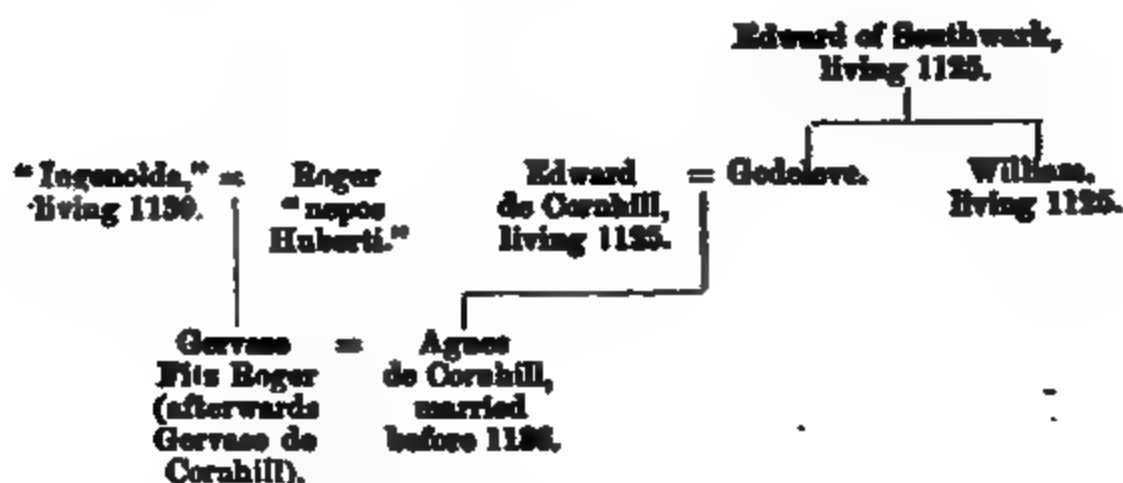 Edward of Southwark,
living 1125.
"Ingenolda," =
living 1130.
Roger
"nepos
Huberti."
Edward
de Cornhill,
living 1125.
= Godeleve.
William.
living 1125.
Gervase
Fitz Roger
(afterwards
Gervase de
Cornhill).
=
Agnes
de Cornhill,
married
before